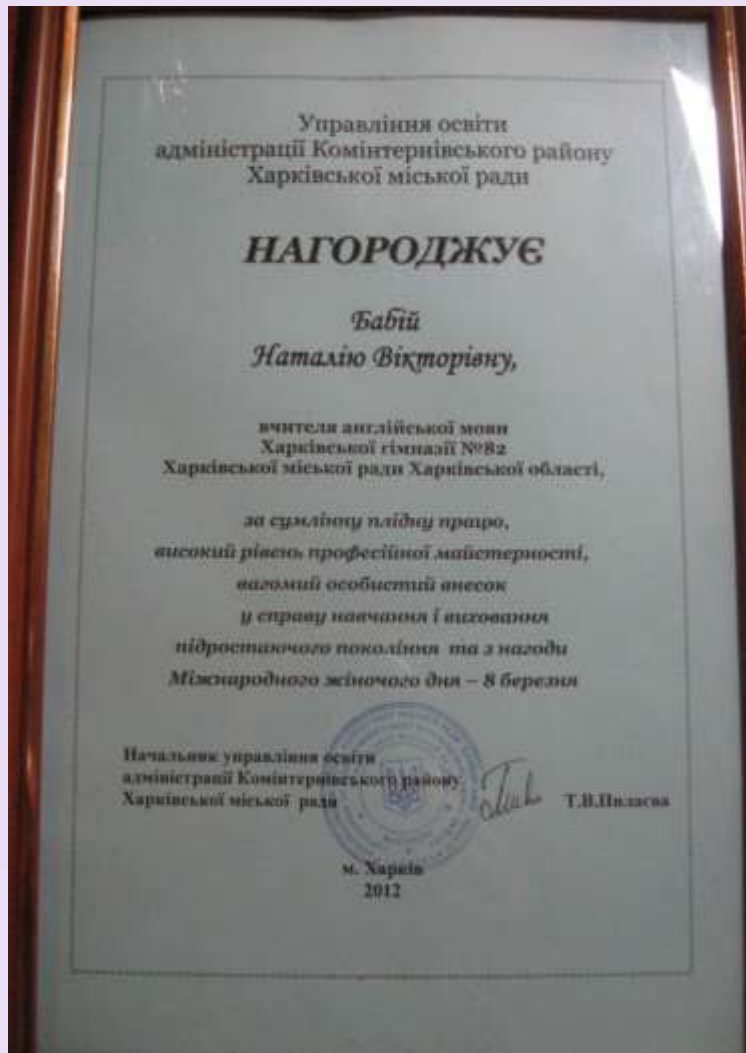 Управління освіти
адміністрації Комінтернівського району
Харківської міської ради
НАГОРОДЖУЄ
Бабій
Наталію Вікторівну,
вчителя англійської мови
Харківської гімназії №82
Харківської міської ради Харківської області,
за сумлінну плідну працю,
високий рівень професійної майстерності,
вагомий особистий внесок
у справу навчання і виховання
підростаючого покоління та з нагоди
Міжнародного жіночого дня – 8 березня
Начальник управління освіти
адміністрації Комінтернівського району
Харківської міської ради Т.В.Пилаєва
м. Харків
2012